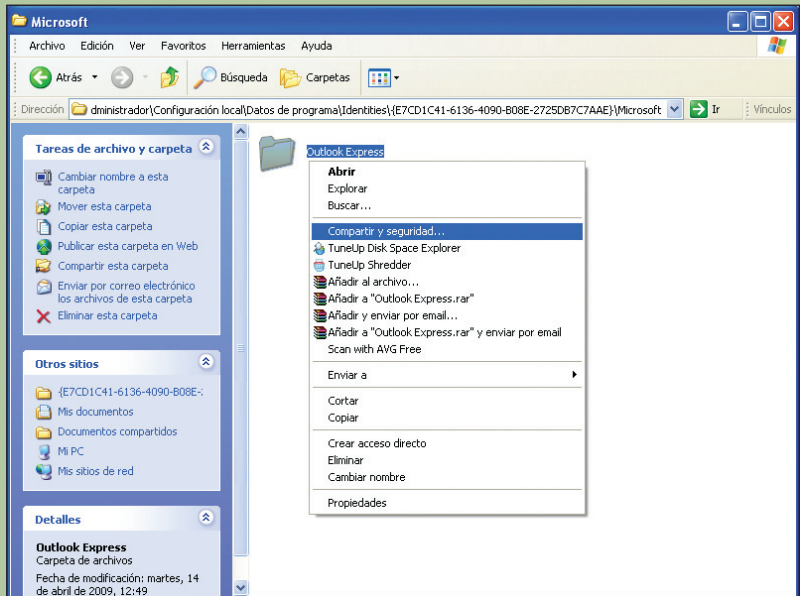 Microsoft
Archivo Edición Ver Favoritos Herramientas Ayuda
Atrás Búsqueda Carpetas
Dirección dministrador\Configuración local\Datos de programa\Identities\{E7CD1C41-6136-4090-B08E-2725DB7C7AAE}\Microsoft Ir Vínculos
Tareas de archivo y carpeta
Cambiar nombre a esta
carpeta
Mover esta carpeta
Copiar esta carpeta
Publicar esta carpeta en Web
Compartir esta carpeta
Enviar por correo electrónico
los archivos de esta carpeta
Eliminar esta carpeta
Otros sitios
{E7CD1C41-6136-4090-B08E-2
Mis documentos
Documentos compartidos
Mi PC
Mis sitios de red
Detalles
Outlook Express
Carpeta de archivos
Fecha de modificación: martes, 14
de abril de 2009, 12:49
Outlook Express
Abrir
Explorar
Buscar...
Compartir y seguridad...
TuneUp Disk Space Explorer
TuneUp Shredder
Añadir al archivo...
Añadir a "Outlook Express.rar"
Añadir y enviar por email...
Añadir a "Outlook Express.rar" y enviar por email
Scan with AVG Free
Enviar a
Cortar
Copiar
Crear acceso directo
Eliminar
Cambiar nombre
Propiedades